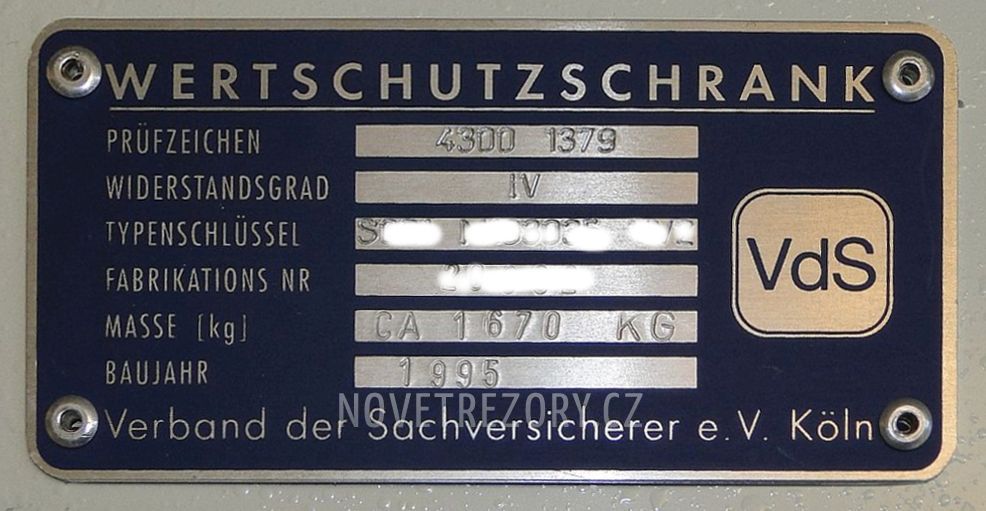 WERTSCHUTZSCHRANK
PRÜFZEICHEN 4300 1379
WIDERSTANDSGRAD IV
TYPENSCHLÜSSEL
FABRIKATIONS NR
MASSE [kg] CA 1670 KG
BAUJAHR 1995
VdS
NOVETREZORY.CZ
Verband der Sachversicherer e.V. Köln